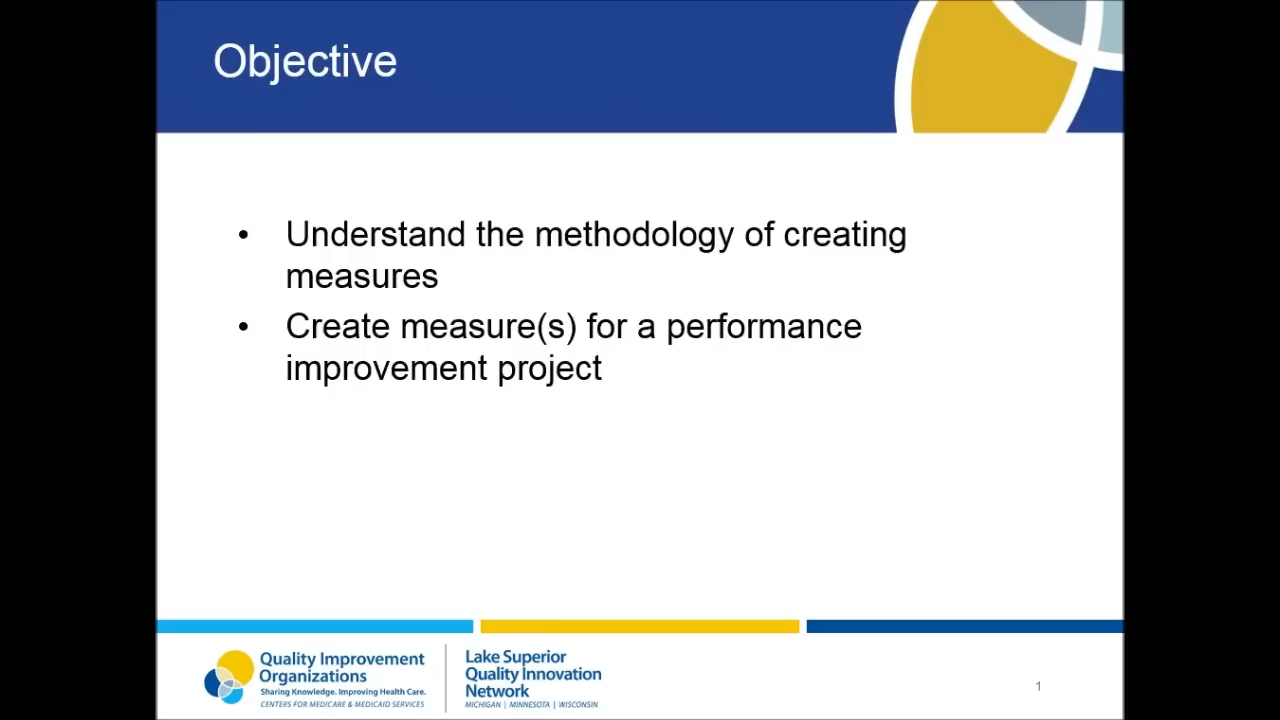 Objective
• Understand the methodology of creating
measures
• Create measure(s) for a performance
improvement project
Quality Improvement
Organizations
Sharing Knowledge. Improving Health Care.
CENTERS FOR MEDICARE & MEDICAID SERVICES
Lake Superior
Quality Innovation
Network
MICHIGAN | MINNESOTA | WISCONSIN
1